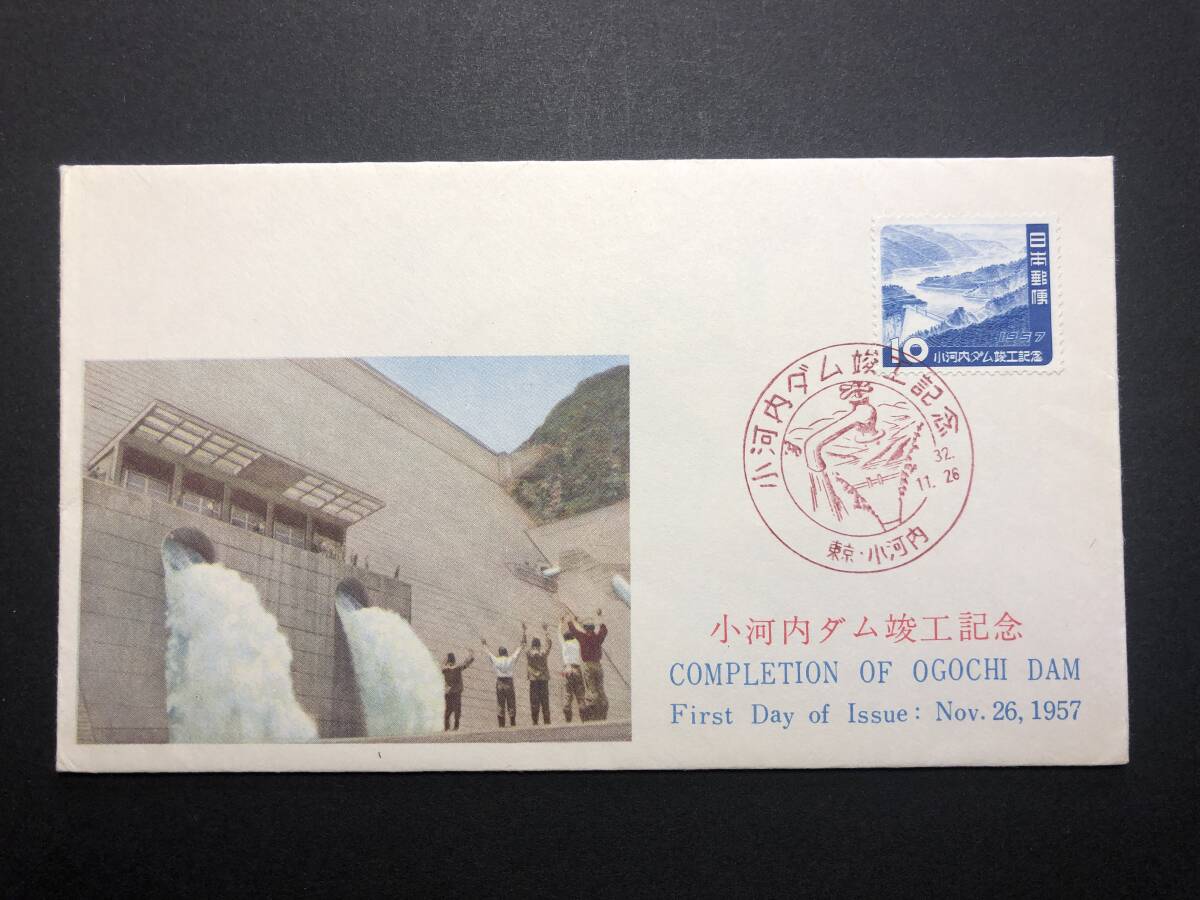 日本郵便
1957
10 小河内ダム竣工記念
小河内ダム竣工記念
32.
11. 26
東京・小河内
小河内ダム竣工記念
COMPLETION OF OGOCHI DAM
First Day of Issue: Nov. 26, 1957